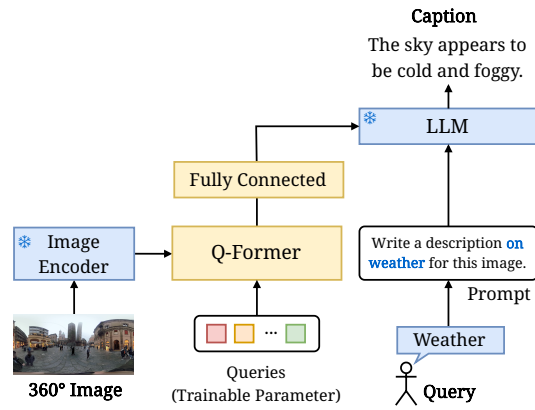 Caption
The sky appears to
be cold and foggy.
LLM
Fully Connected
Image
Encoder
Q-Former
Write a description on
weather for this image.
Prompt
...
Weather
360° Image
Queries
(Trainable Parameter)
Query